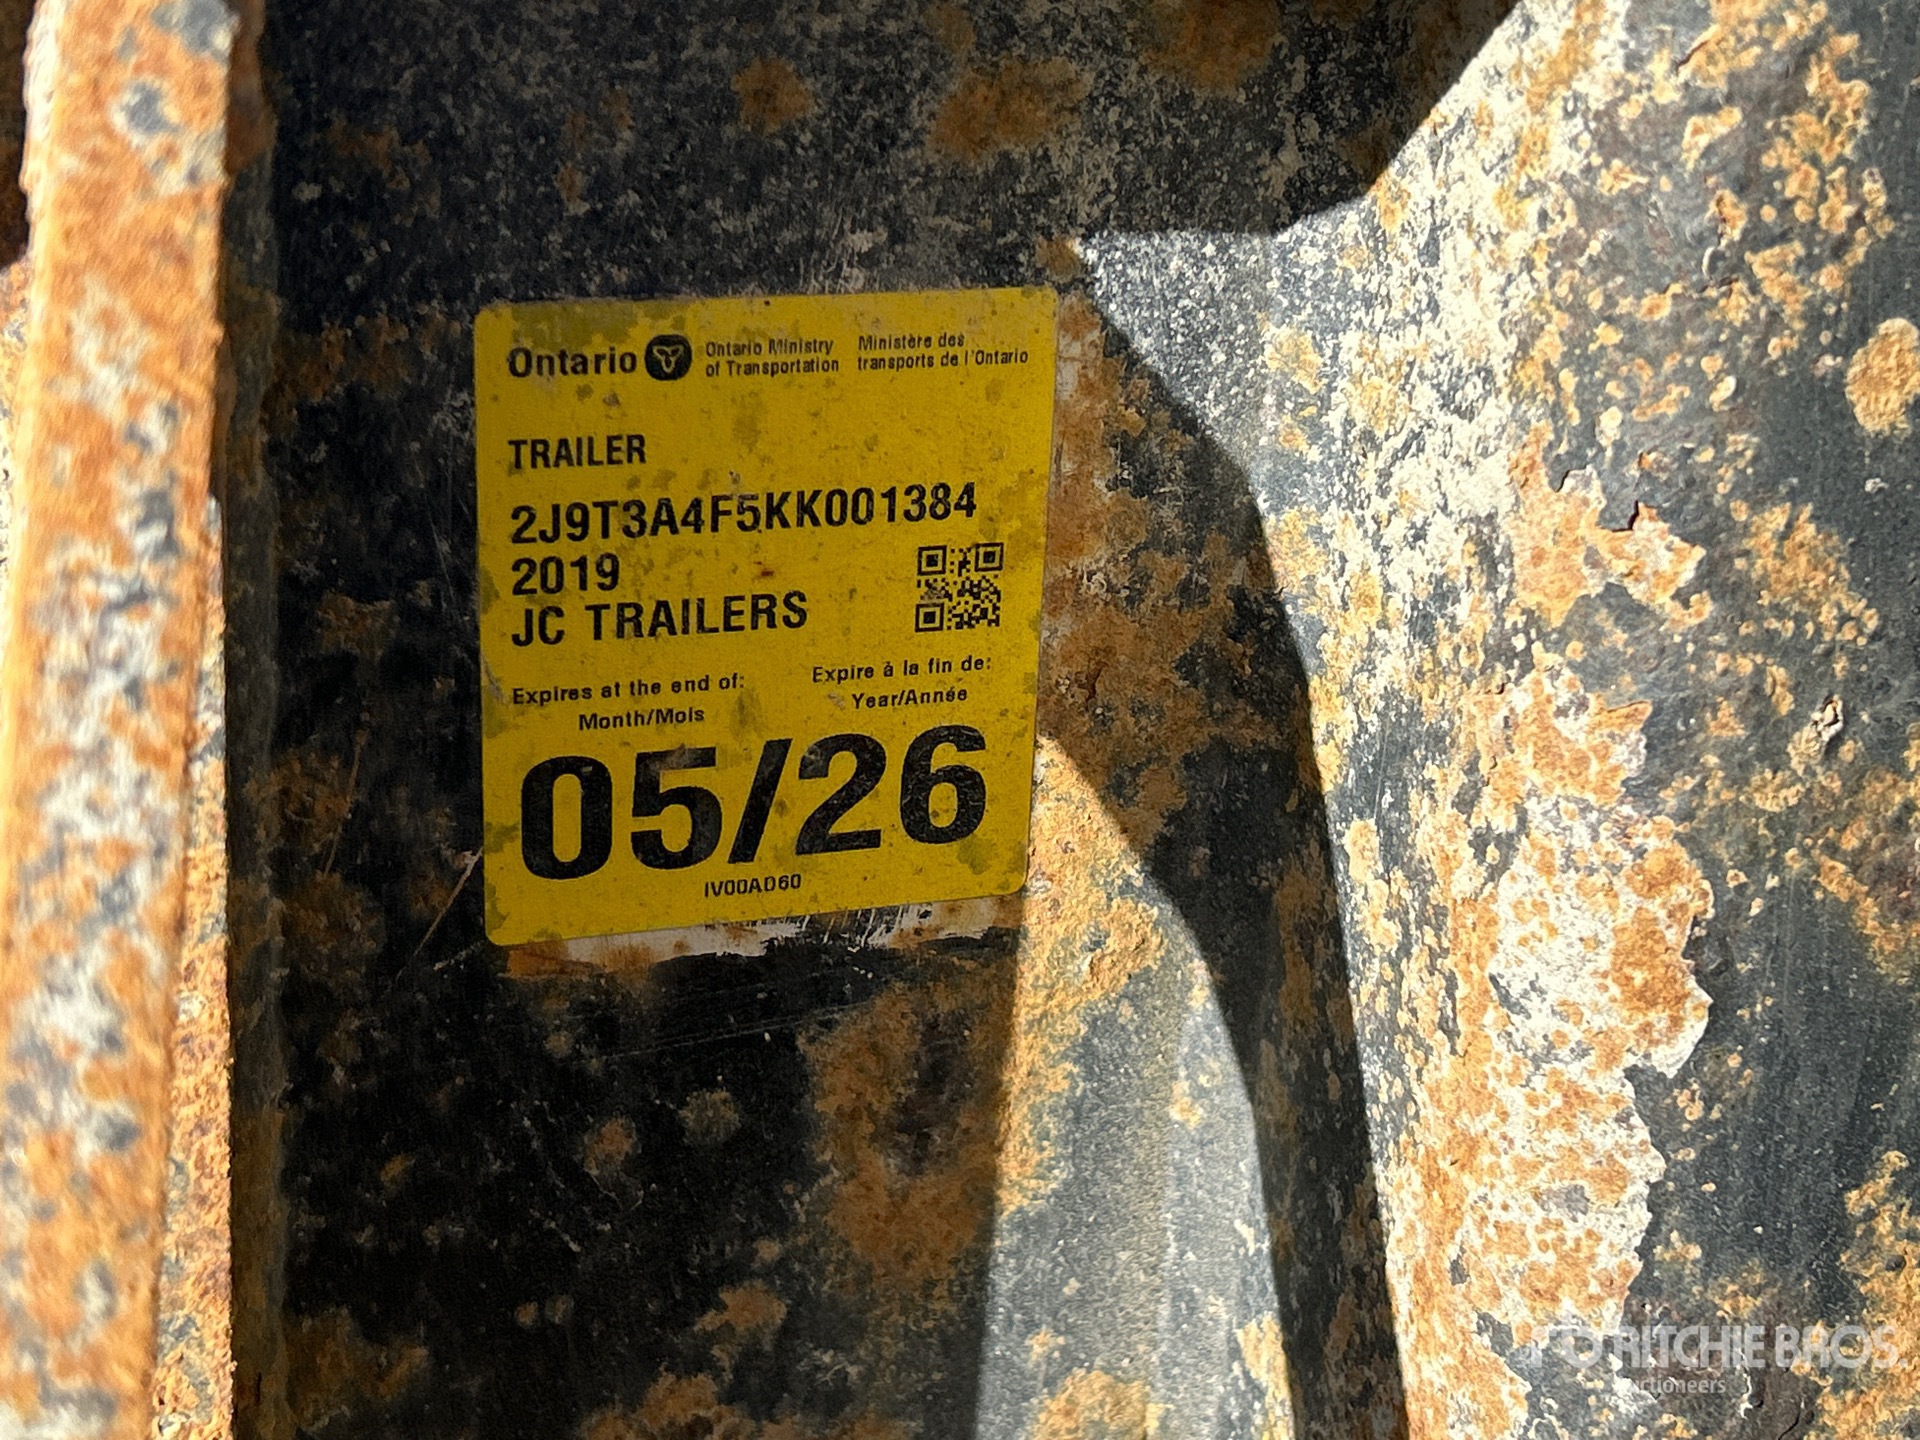 Ontario Ontario Ministry of Transportation Ministère des transports de l'Ontario
TRAILER
2J9T3A4F5KK001384
2019
JC TRAILERS
Expires at the end of: Expire à la fin de:
Month/Mois Year/Année
05/26
IV00AD60
RITCHIE BROS.
Auctioneers